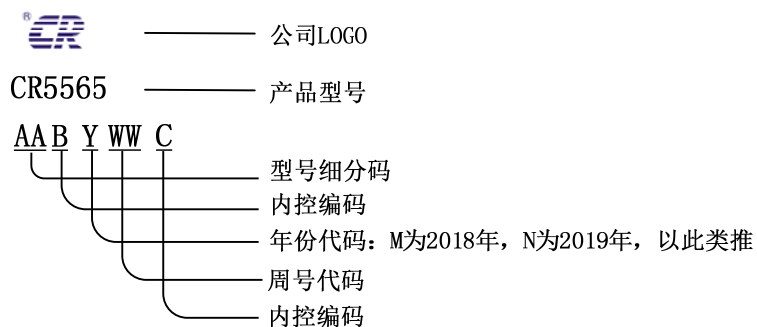 ® CR 公司LOGO
CR5565 产品型号
AA B Y WW C
型号细分码
内控编码
年份代码：M为2018年，N为2019年，以此类推
周号代码
内控编码